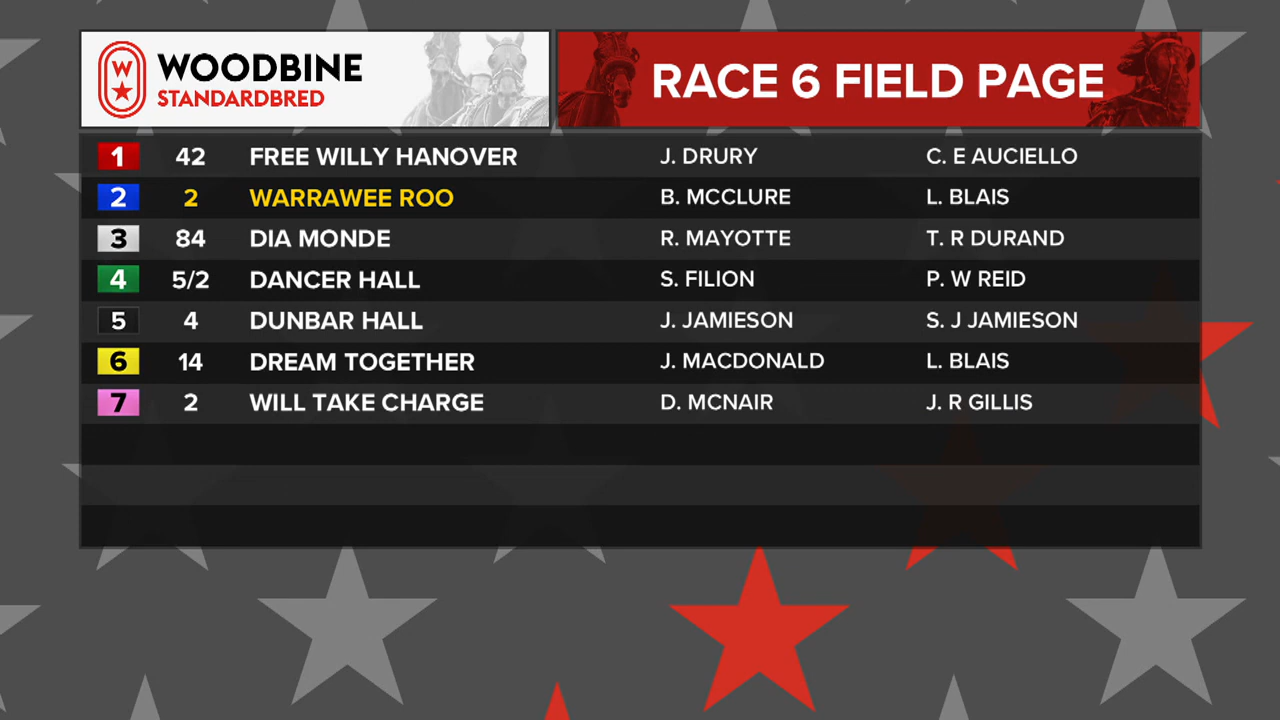 W
WOODBINE
STANDARDBRED
RACE 6 FIELD PAGE
1 42 FREE WILLY HANOVER J. DRURY C. E AUCIELLO
2 2 WARRAWEE ROO B. MCCLURE L. BLAIS
3 84 DIA MONDE R. MAYOTTE T. R DURAND
4 5/2 DANCER HALL S. FILION P. W REID
5 4 DUNBAR HALL J. JAMIESON S. J JAMIESON
6 14 DREAM TOGETHER J. MACDONALD L. BLAIS
7 2 WILL TAKE CHARGE D. MCNAIR J. R GILLIS